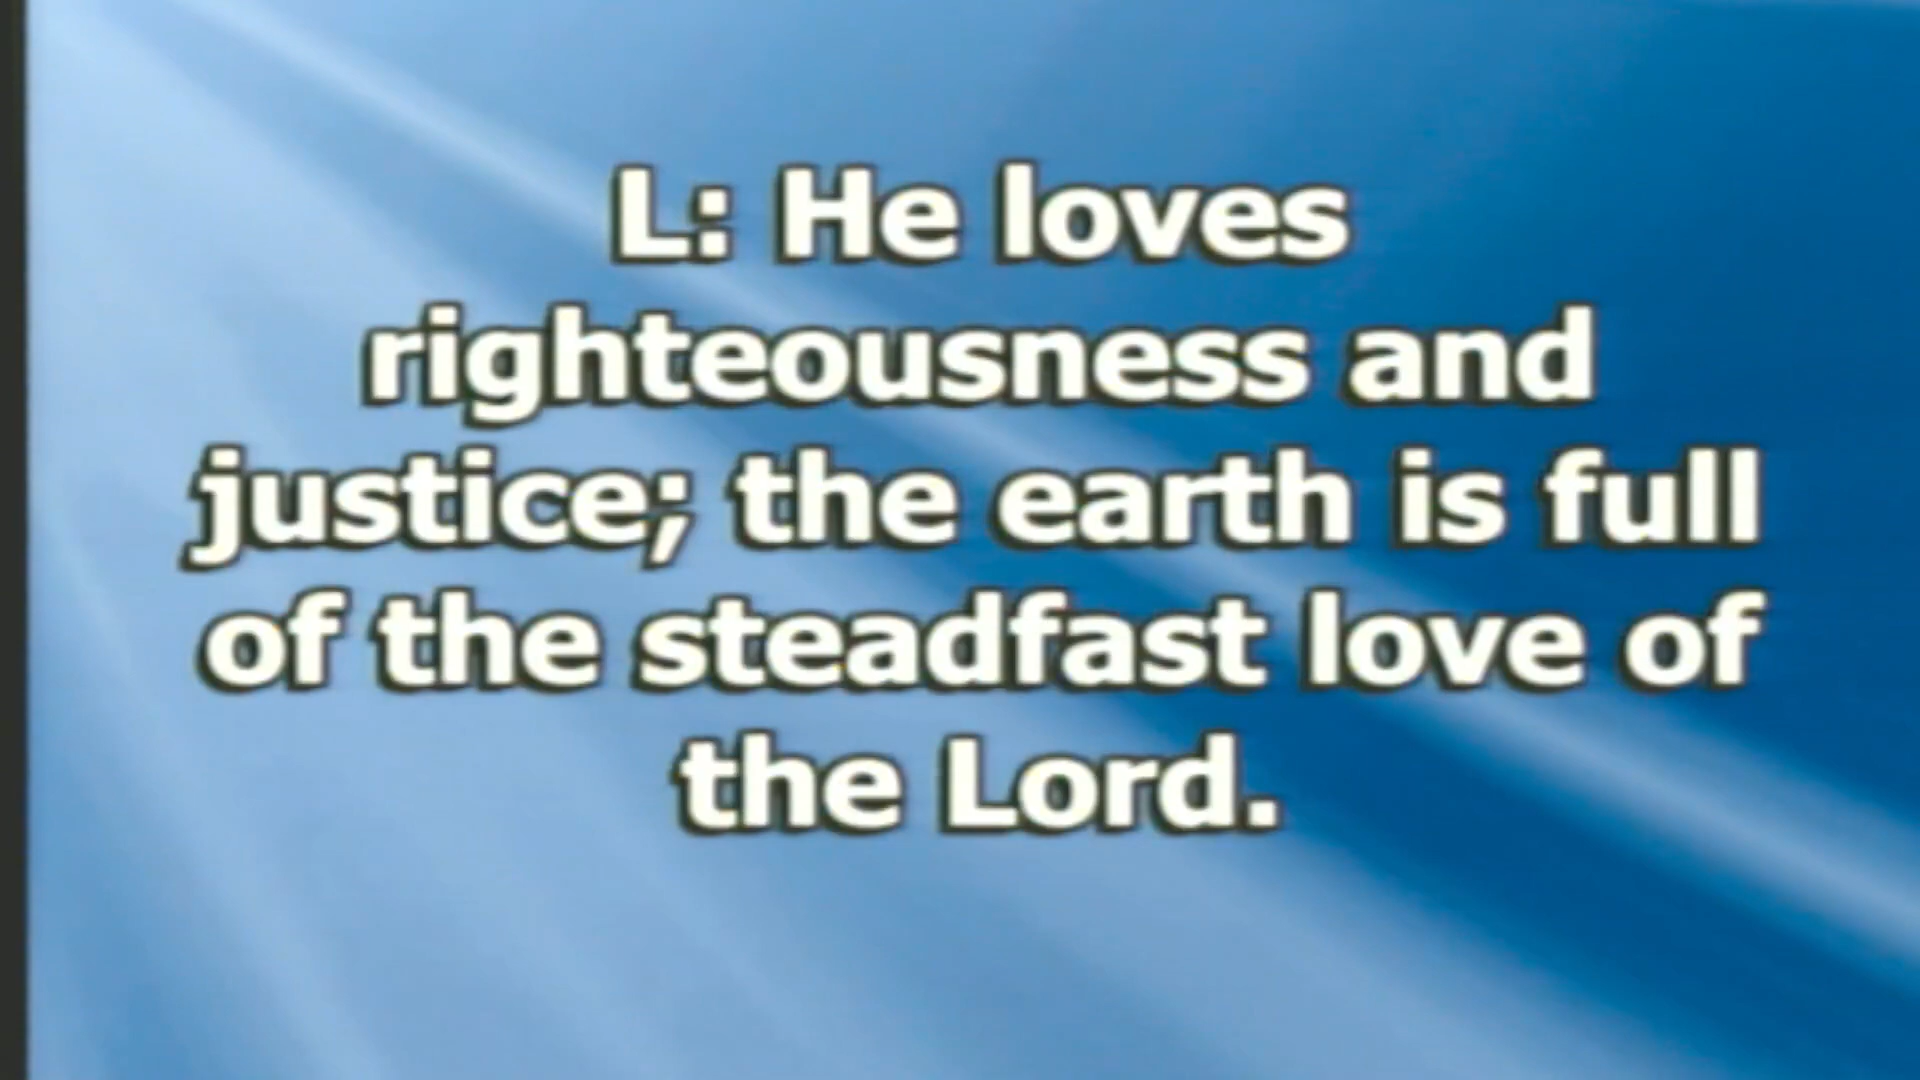 L: He loves
righteousness and
justice; the earth is full
of the steadfast love of
the Lord.